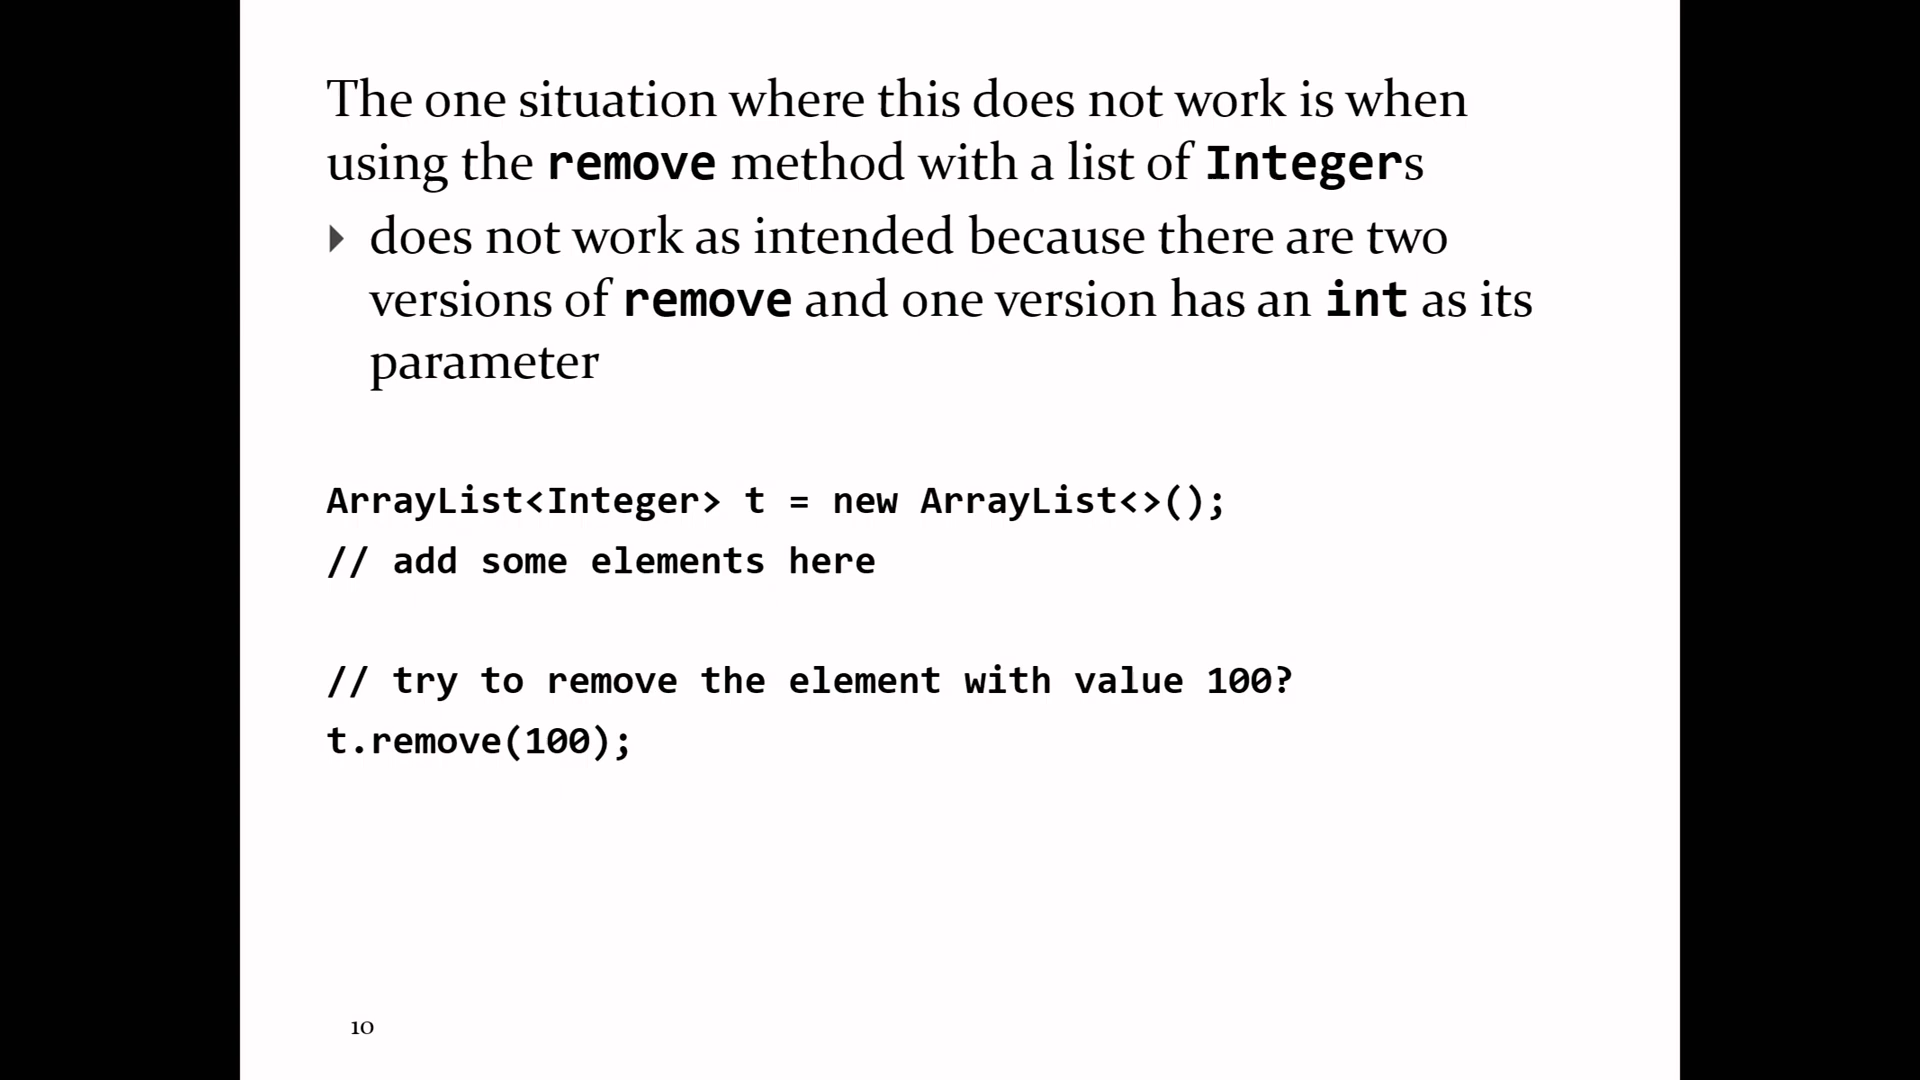 The one situation where this does not work is when
using the remove method with a list of Integers
does not work as intended because there are two
versions of remove and one version has an int as its
parameter
ArrayList<Integer> t = new ArrayList<>();
// add some elements here
// try to remove the element with value 100?
t.remove(100);
10